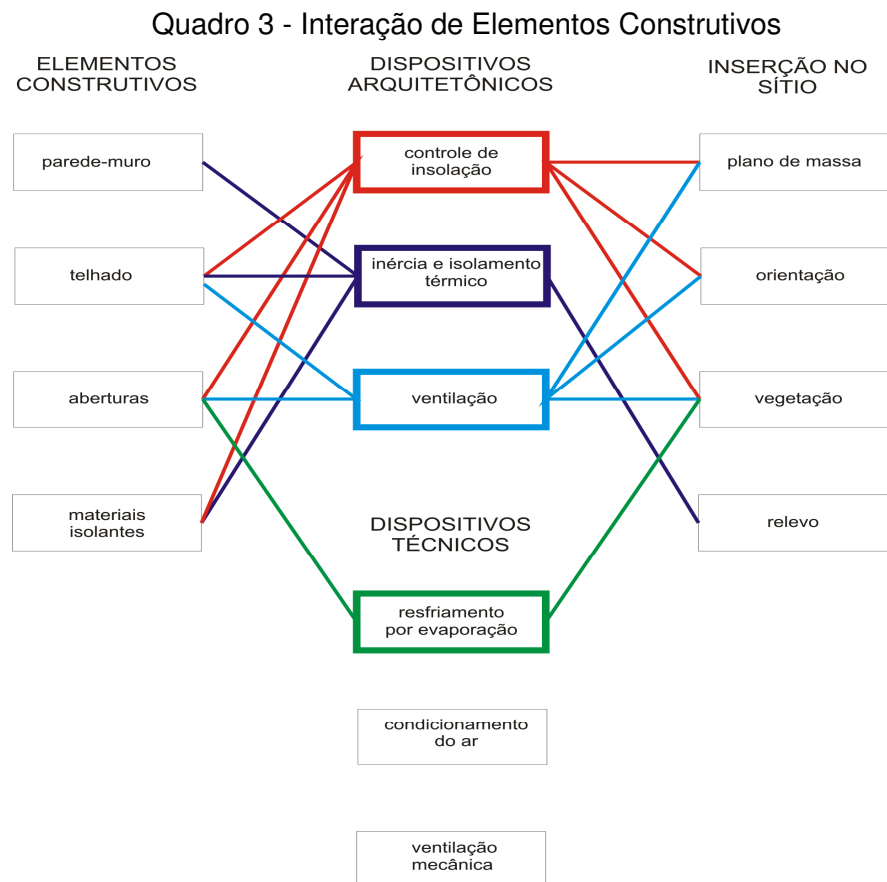 Quadro 3 - Interação de Elementos Construtivos
ELEMENTOS
CONSTRUTIVOS
parede-muro
telhado
aberturas
materiais
isolantes
DISPOSITIVOS
ARQUITETÔNICOS
controle de
insolação
inércia e isolamento
térmico
ventilação
DISPOSITIVOS
TÉCNICOS
resfriamento
por evaporação
condicionamento
do ar
ventilação
mecânica
INSERÇÃO NO
SÍTIO
plano de massa
orientação
vegetação
relevo